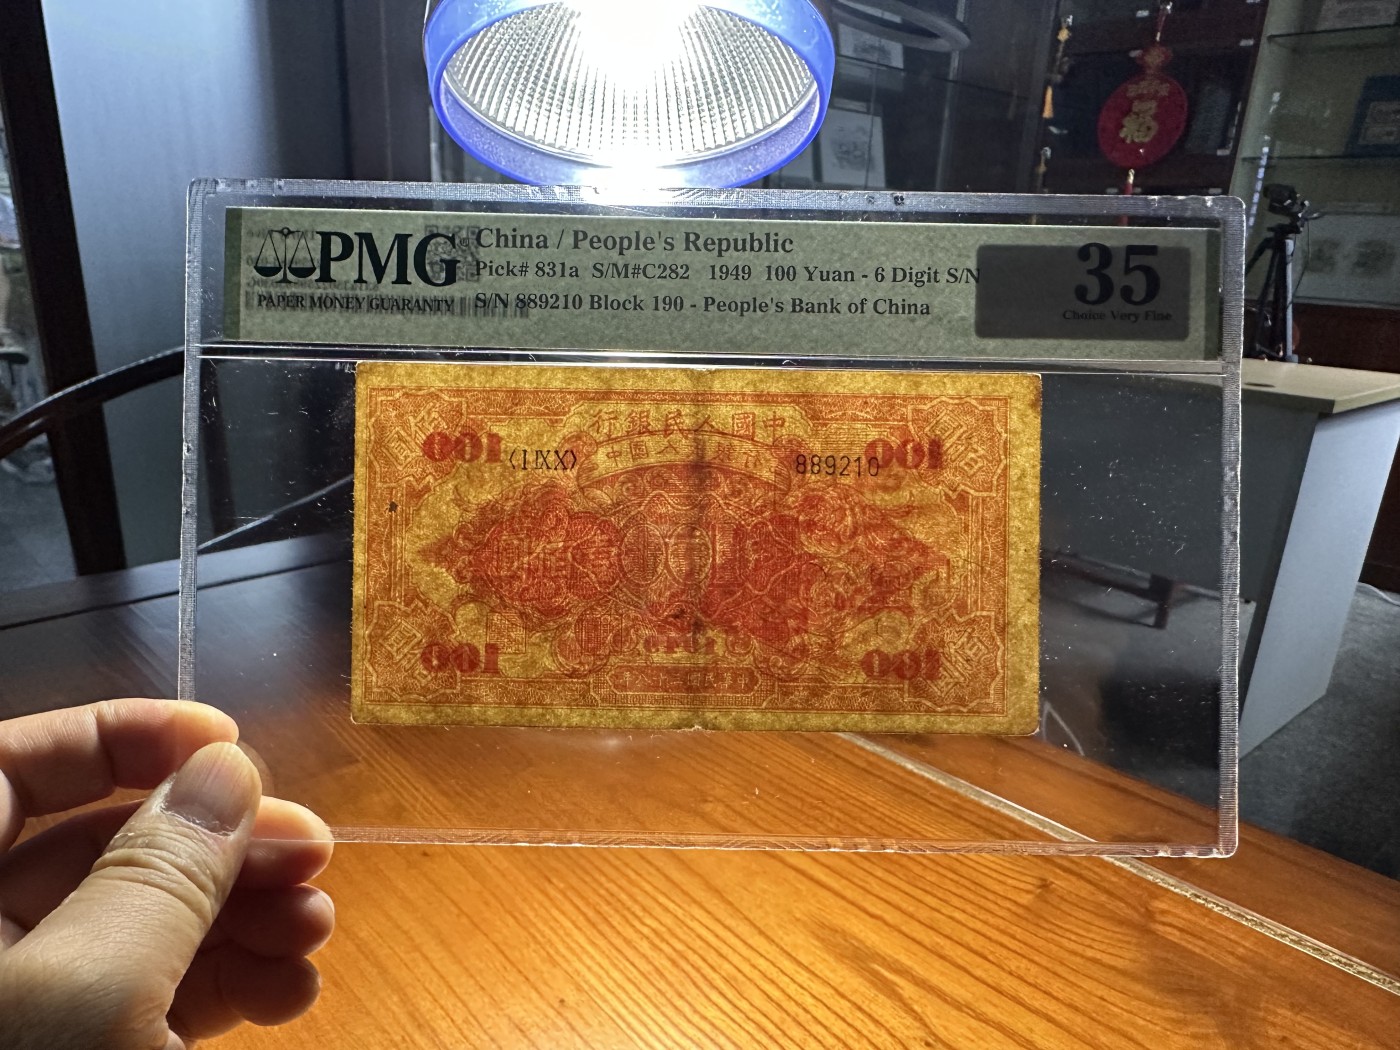 福
PMG
PAPER MONEY GUARANTY
China / People's Republic
Pick# 831a S/M#C282 1949 100 Yuan - 6 Digit S/N
S/N 889210 Block 190 - People's Bank of China
35
Choice Very Fine
行銀民人國中
100
100
889210
100
100